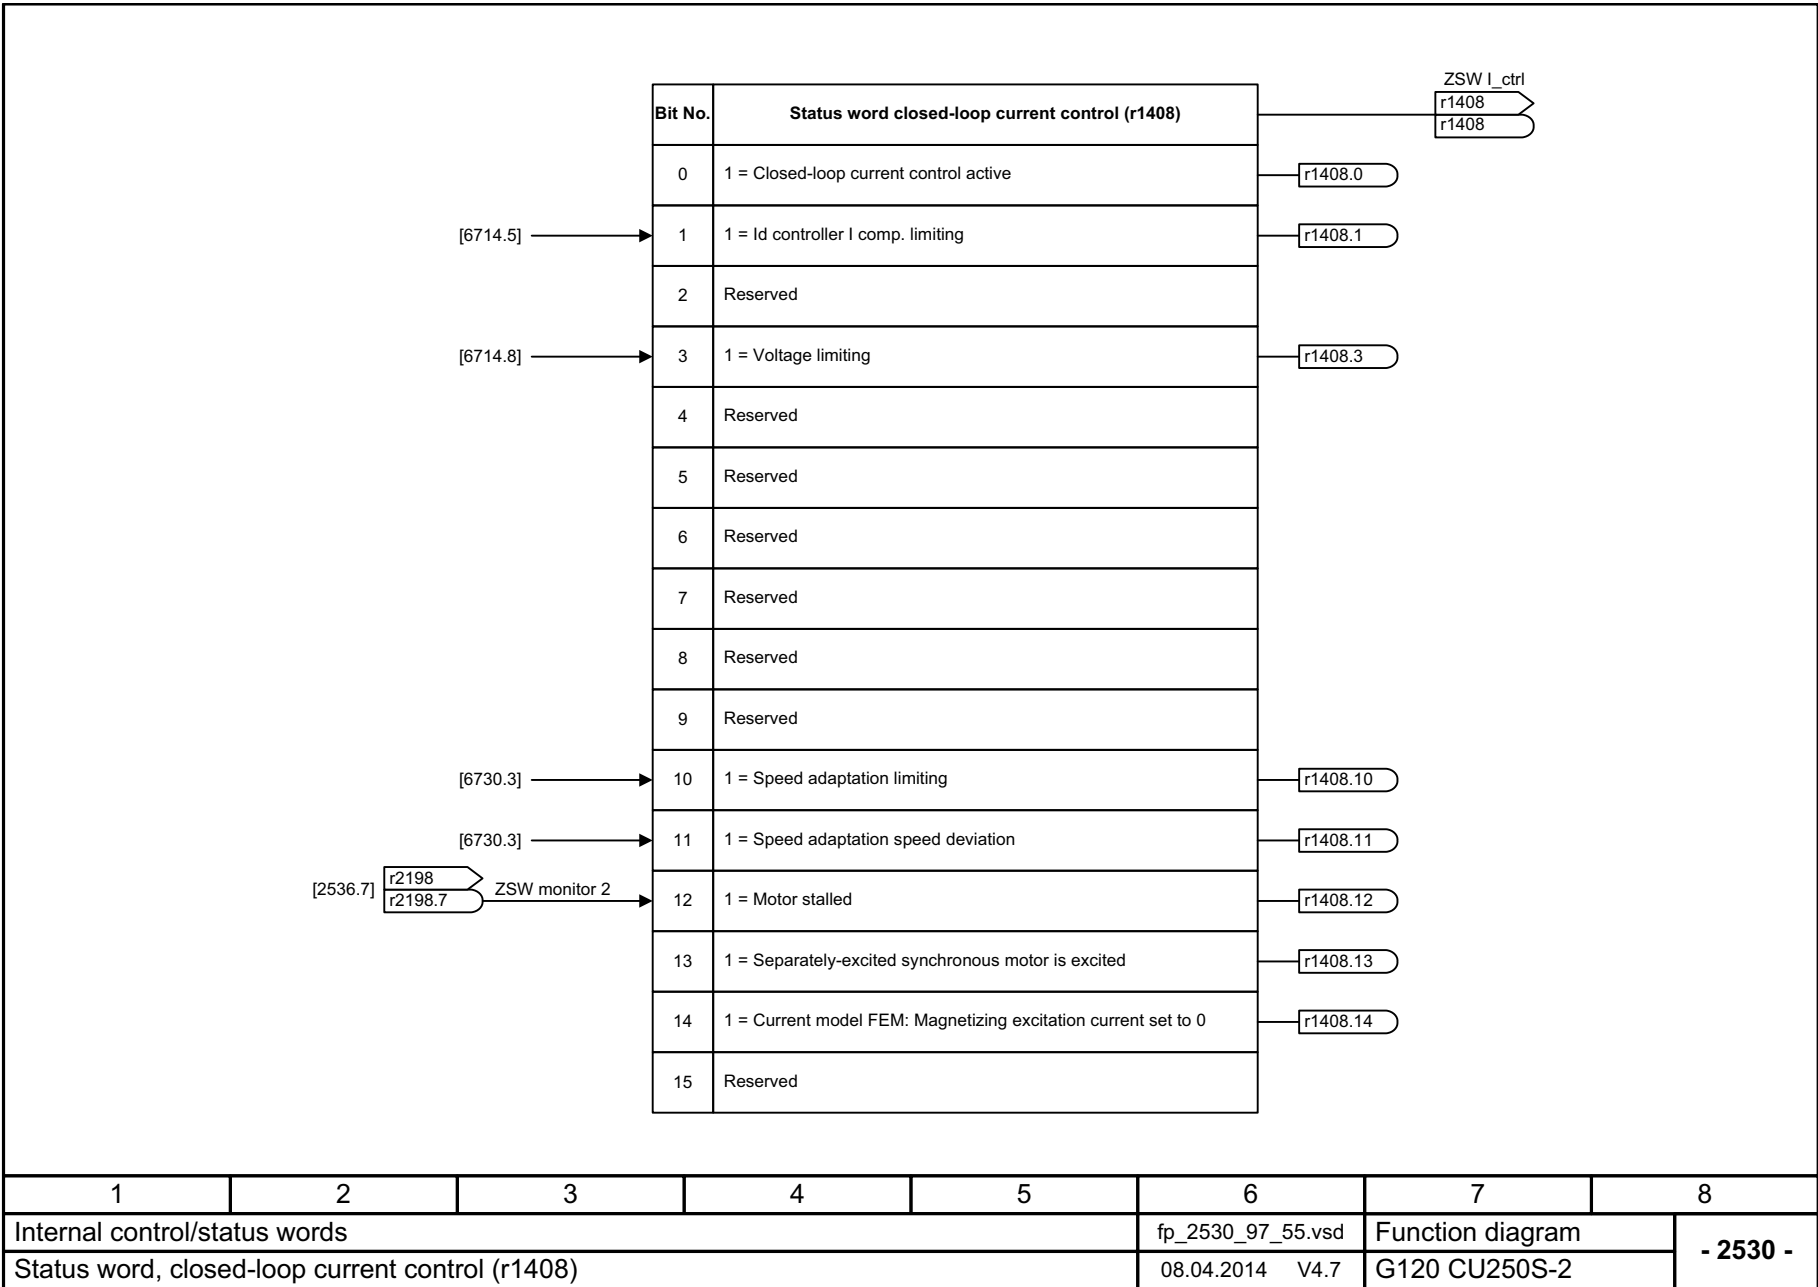 ZSW I_ctrl
r1408
r1408
Bit No. Status word closed-loop current control (r1408)
0 1 = Closed-loop current control active r1408.0
[6714.5] 1 1 = Id controller I comp. limiting r1408.1
2 Reserved
[6714.8] 3 1 = Voltage limiting r1408.3
4 Reserved
5 Reserved
6 Reserved
7 Reserved
8 Reserved
9 Reserved
[6730.3] 10 1 = Speed adaptation limiting r1408.10
[6730.3] 11 1 = Speed adaptation speed deviation r1408.11
[2536.7] r2198
r2198.7 ZSW monitor 2 12 1 = Motor stalled r1408.12
13 1 = Separately-excited synchronous motor is excited r1408.13
14 1 = Current model FEM: Magnetizing excitation current set to 0 r1408.14
15 Reserved
1 2 3 4 5 6 7 8
Internal control/status words fp_2530_97_55.vsd Function diagram
- 2530 -
Status word, closed-loop current control (r1408) 08.04.2014 V4.7 G120 CU250S-2